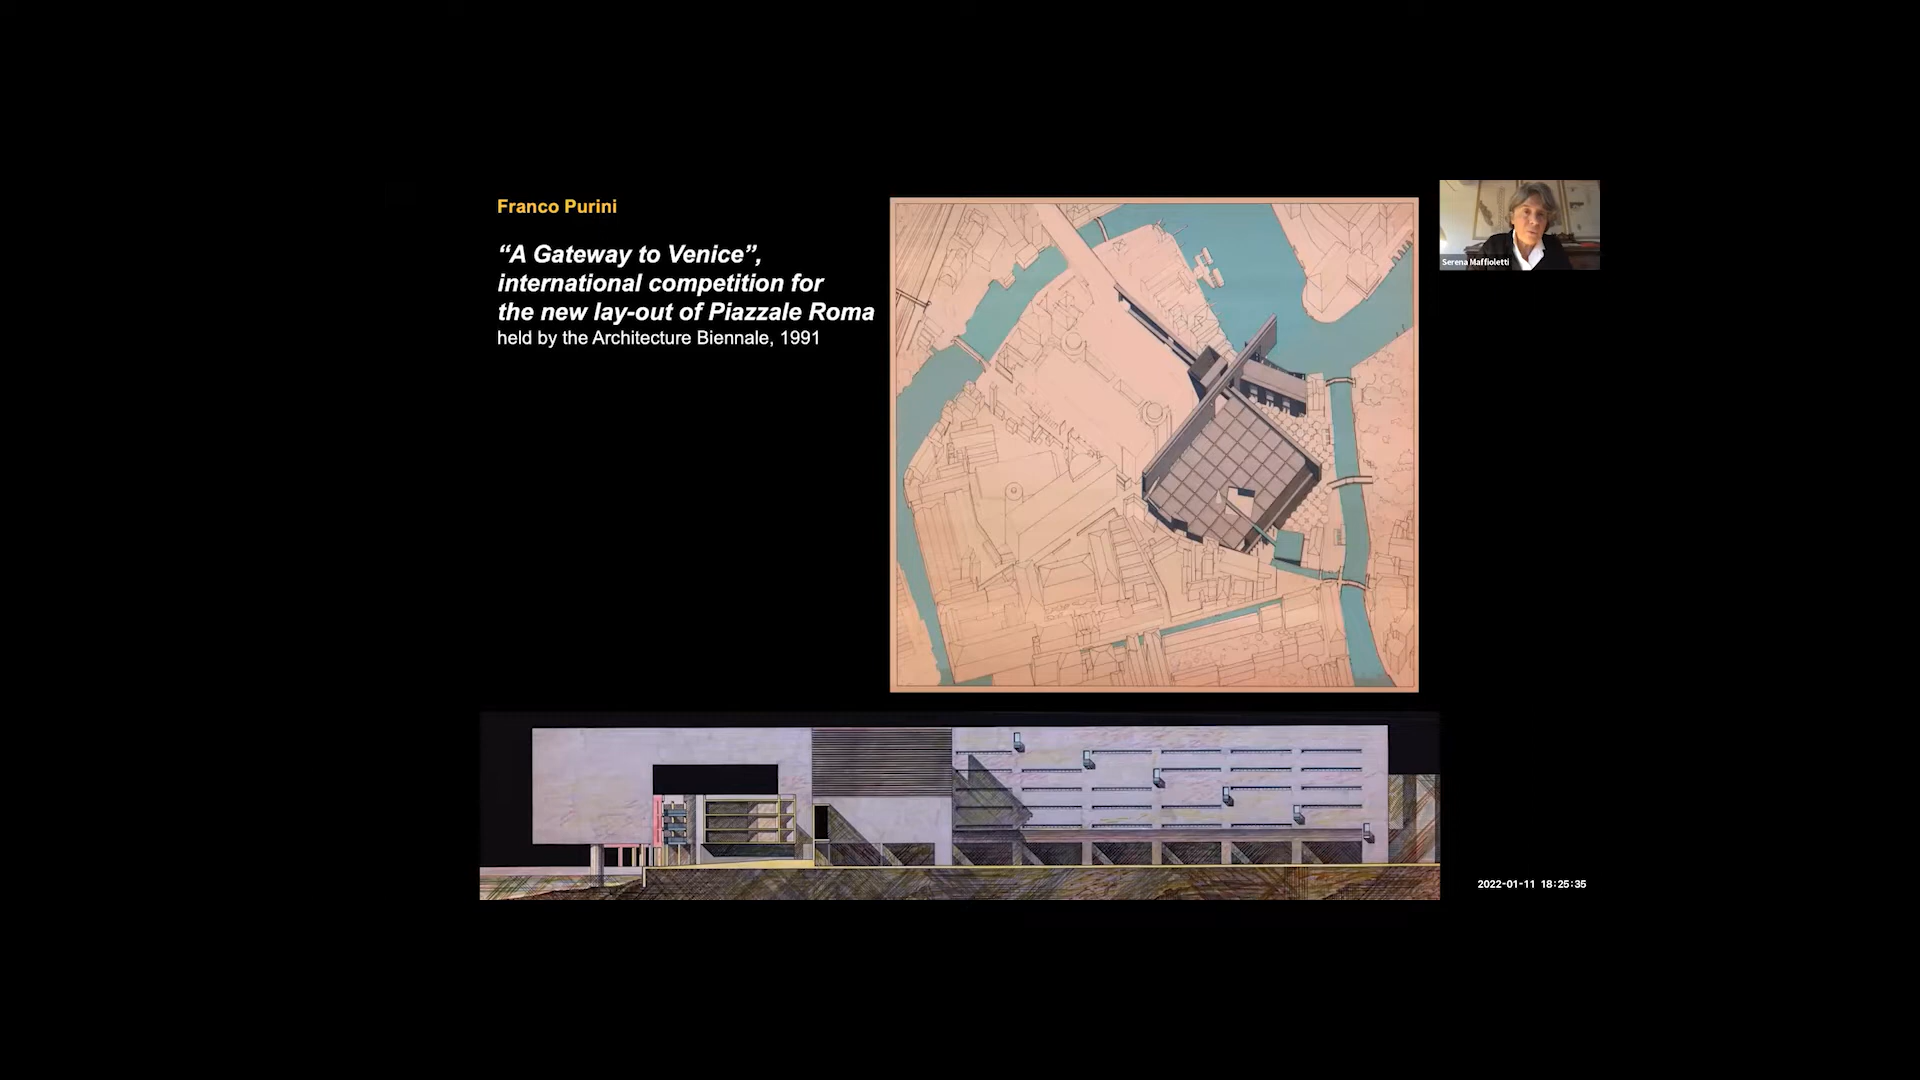 Franco Purini
“A Gateway to Venice”,
international competition for
the new lay-out of Piazzale Roma
held by the Architecture Biennale, 1991
Serena Maffioletti
2022-01-11 18:25:35